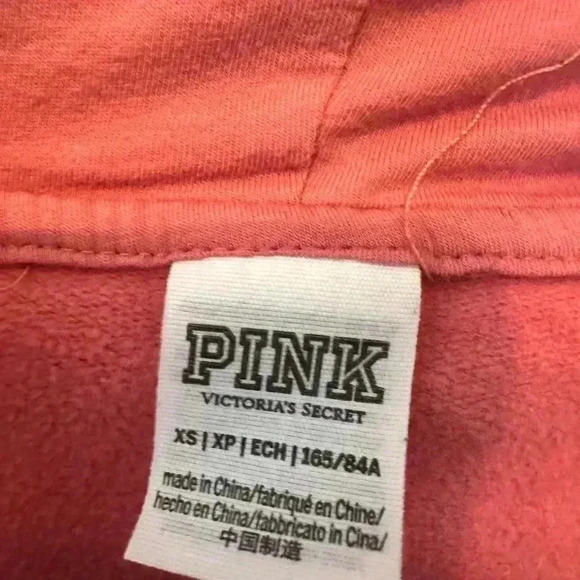 PINK
VICTORIA'S SECRET
XS | XP | ECH | 165/84A
made in China/fabriqué en Chine/
hecho en China/fabbricato in Cina/
中国制造